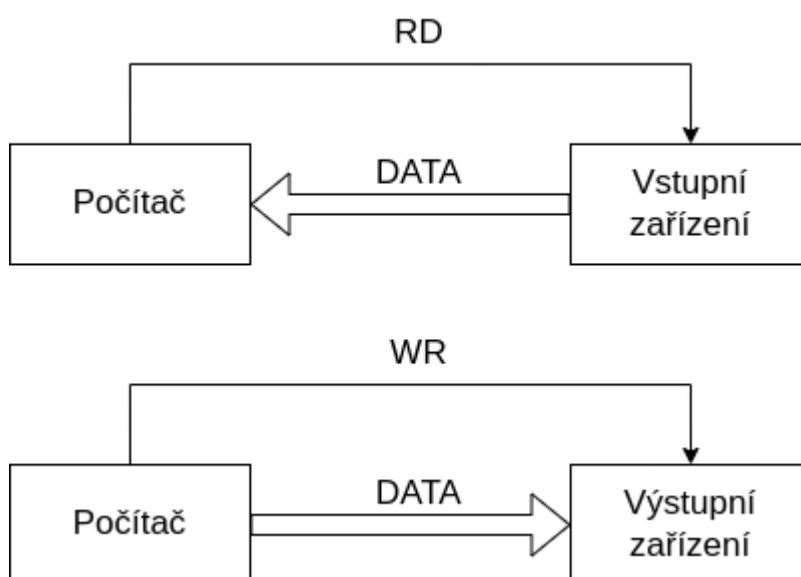 RD
Počítač
DATA
Vstupní
zařízení
WR
Počítač
DATA
Výstupní
zařízení